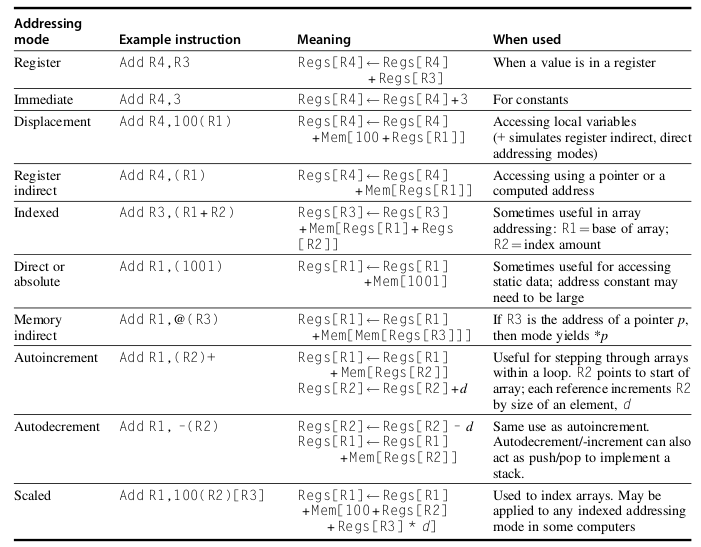 Addressing
mode Example instruction Meaning When used
Register Add R4,R3 Regs[R4]←Regs[R4] When a value is in a register
+Regs[R3]
Immediate Add R4,3 Regs[R4]←Regs[R4]+3 For constants
Displacement Add R4,100(R1) Regs[R4]←Regs[R4] Accessing local variables
+Mem[100+Regs[R1]] (+ simulates register indirect, direct
addressing modes)
Register Add R4,(R1) Regs[R4]←Regs[R4] Accessing using a pointer or a
indirect +Mem[Regs[R1]] computed address
Indexed Add R3,(R1+R2) Regs[R3]←Regs[R3] Sometimes useful in array
+Mem[Regs[R1]+Regs addressing: R1=base of array;
[R2]] R2=index amount
Direct or Add R1,(1001) Regs[R1]←Regs[R1] Sometimes useful for accessing
absolute +Mem[1001] static data; address constant may
need to be large
Memory Add R1,@(R3) Regs[R1]←Regs[R1] If R3 is the address of a pointer p,
indirect +Mem[Mem[Regs[R3]]] then mode yields *p
Autoincrement Add R1,(R2)+ Regs[R1]←Regs[R1] Useful for stepping through arrays
+Mem[Regs[R2]] within a loop. R2 points to start of
Regs[R2]←Regs[R2]+d array; each reference increments R2
by size of an element, d
Autodecrement Add R1, -(R2) Regs[R2]←Regs[R2] - d Same use as autoincrement.
Regs[R1]←Regs[R1] Autodecrement/-increment can also
+Mem[Regs[R2]] act as push/pop to implement a
stack.
Scaled Add R1,100(R2)[R3] Regs[R1]←Regs[R1] Used to index arrays. May be
+Mem[100+Regs[R2] applied to any indexed addressing
+Regs[R3] * d] mode in some computers